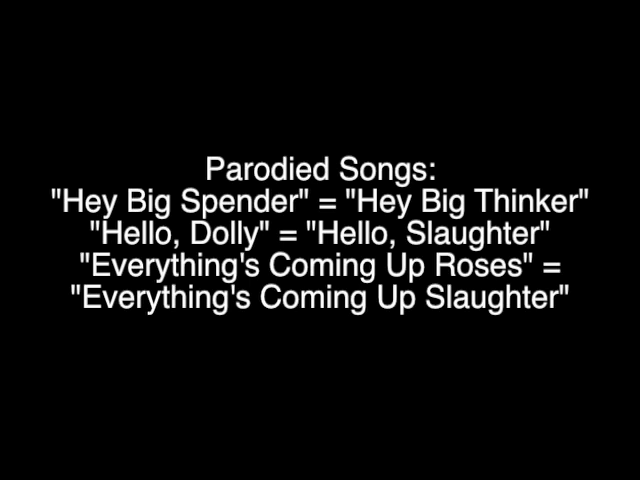 Parodied Songs:
"Hey Big Spender" = "Hey Big Thinker"
"Hello, Dolly" = "Hello, Slaughter"
"Everything's Coming Up Roses" =
"Everything's Coming Up Slaughter"